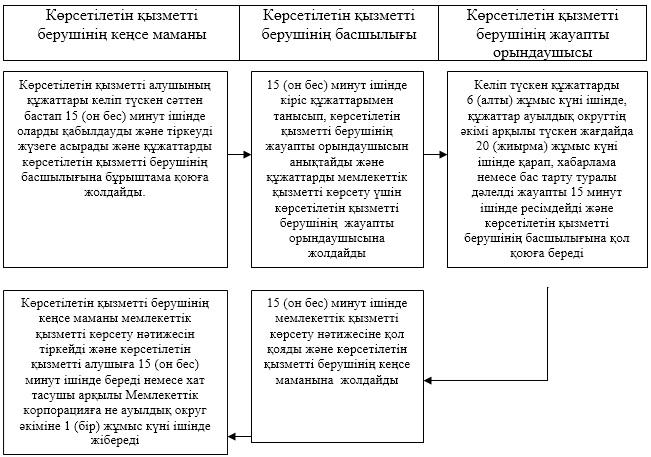 Көрсетілетін қызметті
берушінің кеңсе маманы
Көрсетілетін қызметті
берушінің басшылығы
Көрсетілетін қызметті
берушінің жауапты
орындаушысы
Көрсетілетін қызметті алушының
құжаттары келіп түскен сәттен
бастап 15 (он бес) минут ішінде
оларды қабылдауды және тіркеуді
жүзеге асырады және құжаттарды
көрсетілетін қызметті берушінің
басшылығына бұрыштама қоюға
жолдайды.
15 (он бес) минут ішінде
кіріс құжаттарымен
танысып, көрсетілетін
қызметті берушінің
жауапты орындаушысын
анықтайды және
құжаттарды мемлекеттік
қызметті көрсету үшін
көрсетілетін қызметті
берушінің жауапты
орындаушысына
жолдайды
Келіп түскен құжаттарды
6 (алты) жұмыс күні ішінде,
құжаттар ауылдық округтің
әкімі арқылы түскен жағдайда
20 (жиырма) жұмыс күні
ішінде қарап, хабарлама
немесе бас тарту туралы
дәлелді жауапты 15 минут
ішінде ресімдейді және
көрсетілетін қызметті
берушінің басшылығына қол
қоюға береді
Көрсетілетін қызметті берушінің
кеңсе маманы мемлекеттік
қызметті көрсету нәтижесін
тіркейді және көрсетілетін
қызметті алушыға 15 (он бес)
минут ішінде береді немесе хат
тасушы арқылы Мемлекеттік
корпорацияға не ауылдық округ
әкіміне 1 (бір) жұмыс күні ішінде
жібереді
15 (он бес) минут ішінде
мемлекеттік қызметті
көрсету нәтижесіне қол
қояды және көрсетілетін
қызметті берушінің кеңсе
маманына жолдайды